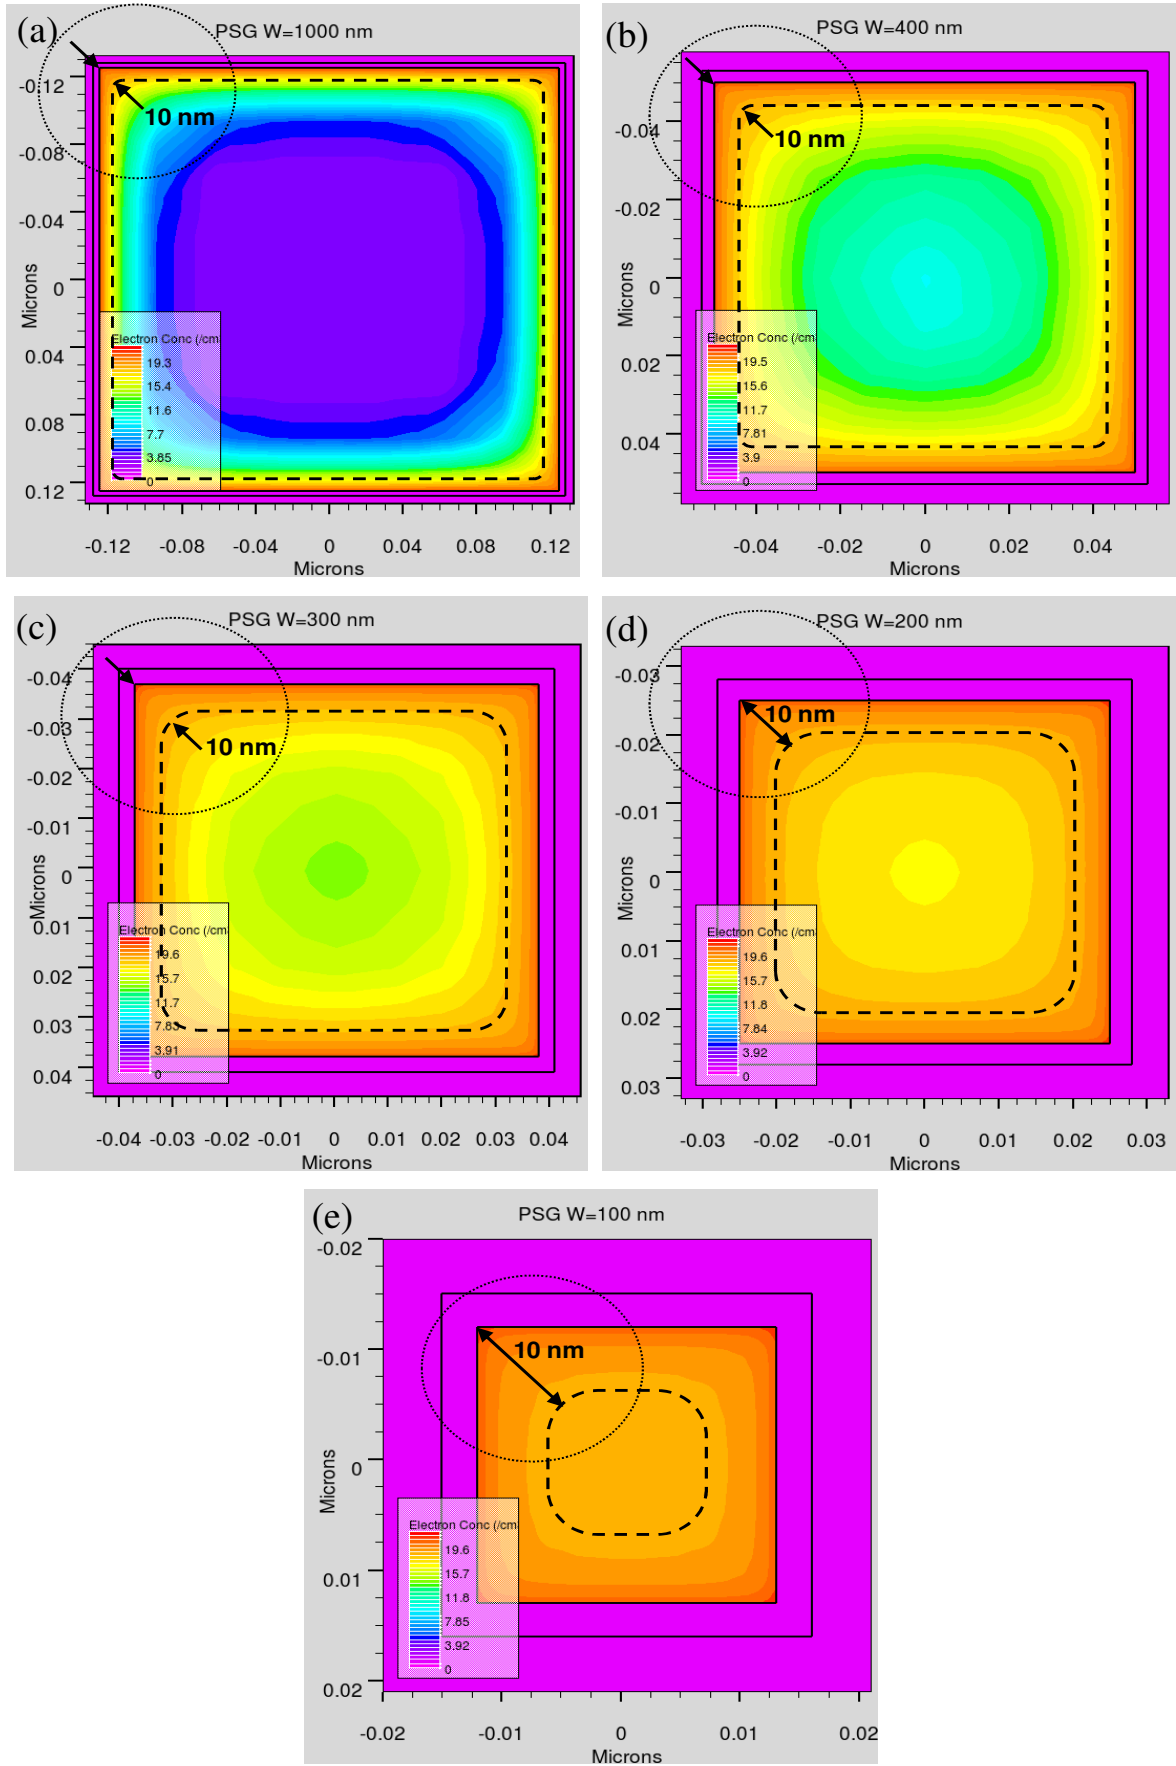 (a)
PSG W=1000 nm
-0.12
-0.08
-0.04
0
0.04
0.08
0.12
Microns
10 nm
Electron Conc (/cm
19.3
15.4
11.6
7.7
3.85
0
-0.12 -0.08 -0.04 0 0.04 0.08 0.12
Microns
(b)
PSG W=400 nm
-0.04
-0.02
0
0.02
0.04
Microns
10 nm
Electron Conc (/cm
19.5
15.6
11.7
7.81
3.9
0
-0.04 -0.02 0 0.02 0.04
Microns
(c)
PSG W=300 nm
-0.04
-0.03
-0.02
-0.01
0
0.01
0.02
0.03
0.04
Microns
10 nm
Electron Conc (/cm
19.6
15.7
11.7
7.83
3.91
0
-0.04 -0.03 -0.02 -0.01 0 0.01 0.02 0.03 0.04
Microns
(d)
PSG W=200 nm
-0.03
-0.02
-0.01
0
0.01
0.02
0.03
Microns
10 nm
Electron Conc (/cm
19.6
15.7
11.8
7.84
3.92
0
-0.03 -0.02 -0.01 0 0.01 0.02 0.03
Microns
(e)
PSG W=100 nm
-0.02
-0.01
0
0.01
0.02
Microns
10 nm
Electron Conc (/cm
19.6
15.7
11.8
7.85
3.92
0
-0.02 -0.01 0 0.01 0.02
Microns